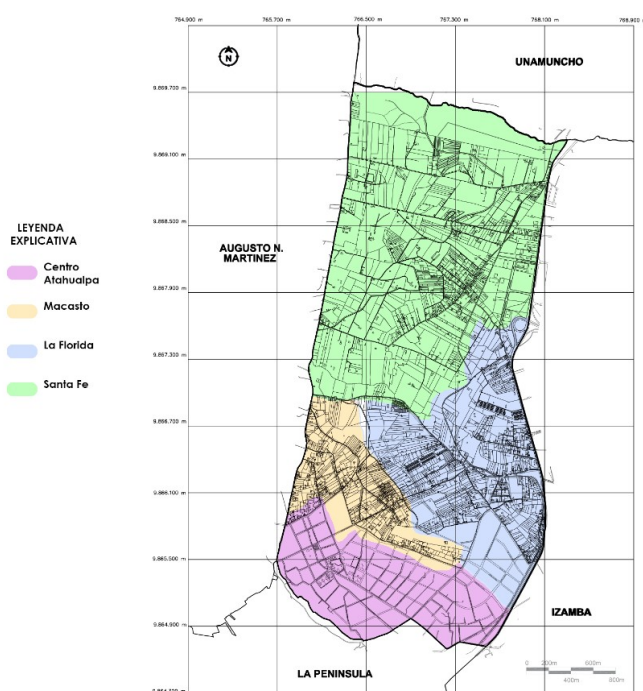 764.900 m
765.700 m
766.500 m
767.300 m
768.100 m
768.900 m
N
UNAMUNCHO
9.869.700 m
9.869.100 m
9.868.500 m
LEYENDA
EXPLICATIVA
AUGUSTO N.
MARTINEZ
Centro
Atahualpa
9.867.900 m
Macasto
La Florida
9.867.300 m
Santa Fe
9.866.700 m
9.866.100 m
9.865.500 m
IZAMBA
9.864.900 m
LA PENINSULA
0 200m 600m
400m 800m